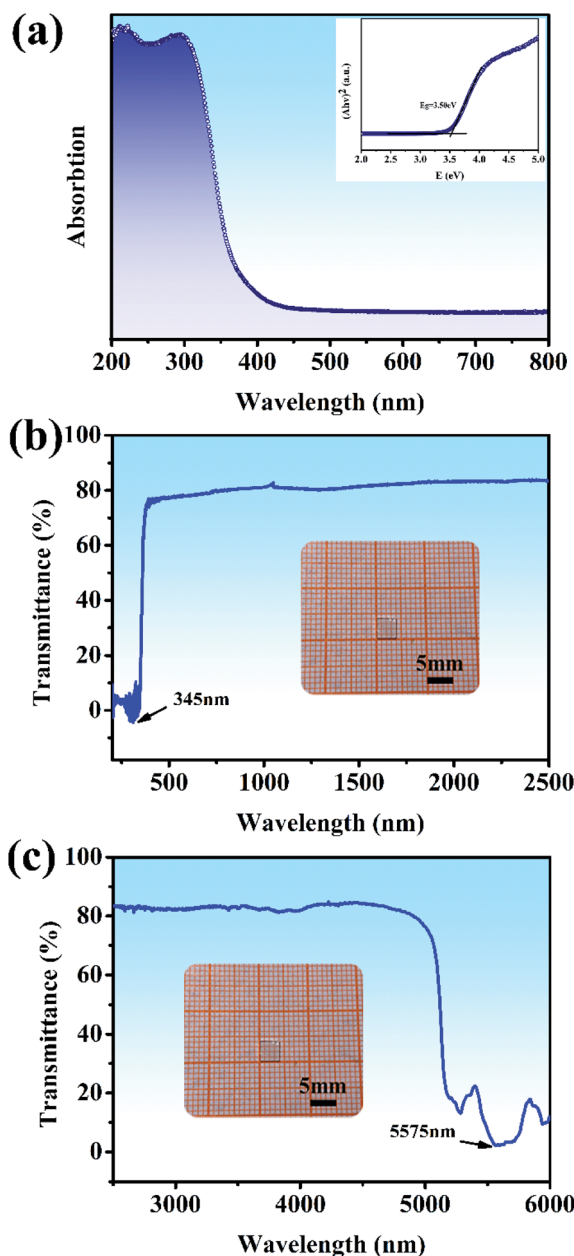 (a)
Absorbtion
(Ahν)2 (a.u.)
Eg=3.50eV
2.0 2.5 3.0 3.5 4.0 4.5 5.0
E (eV)
200 300 400 500 600 700 800
Wavelength (nm)
(b)
Transmittance (%)
100
80
60
40
20
0
345nm
5mm
500 1000 1500 2000 2500
Wavelength (nm)
(c)
Transmittance (%)
100
80
60
40
20
0
5mm
5575nm
3000 4000 5000 6000
Wavelength (nm)